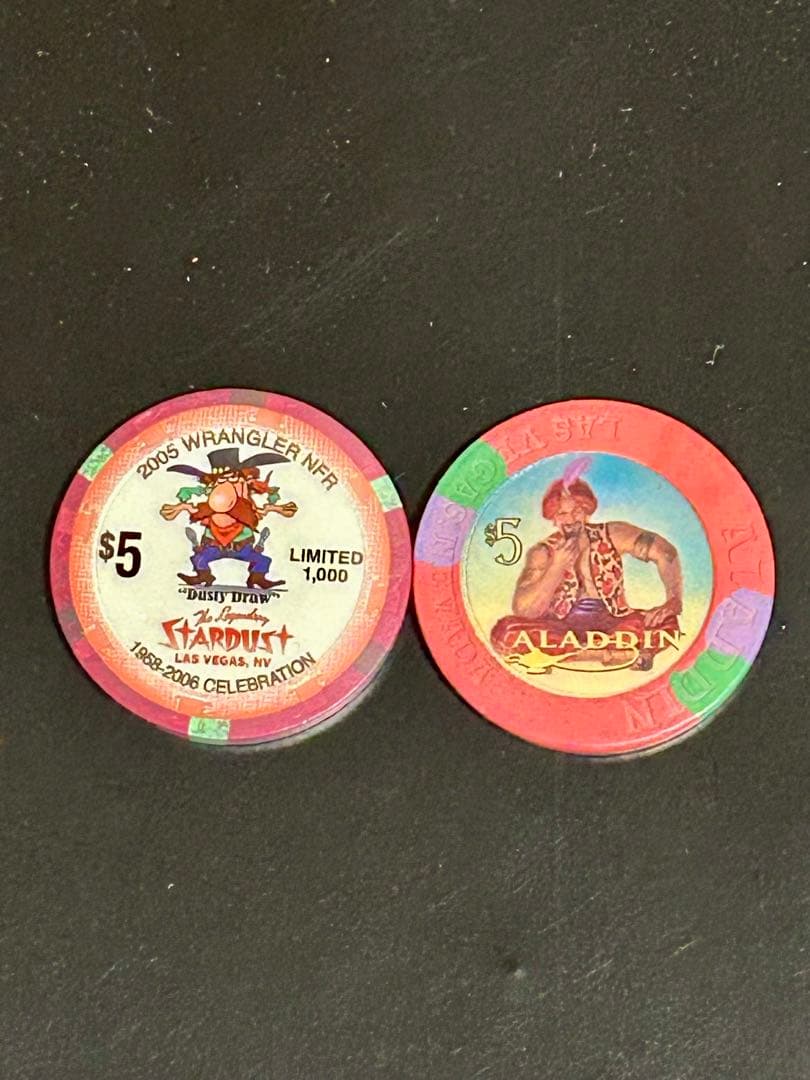 2005 WRANGLER NFR
$5
LIMITED
1,000
"Dusty Draw"
The Legendary
STARDUST
LAS VEGAS, NV
1958-2006 CELEBRATION
LAS VEGAS NEVADA
$5
ALADDIN
ALADDIN